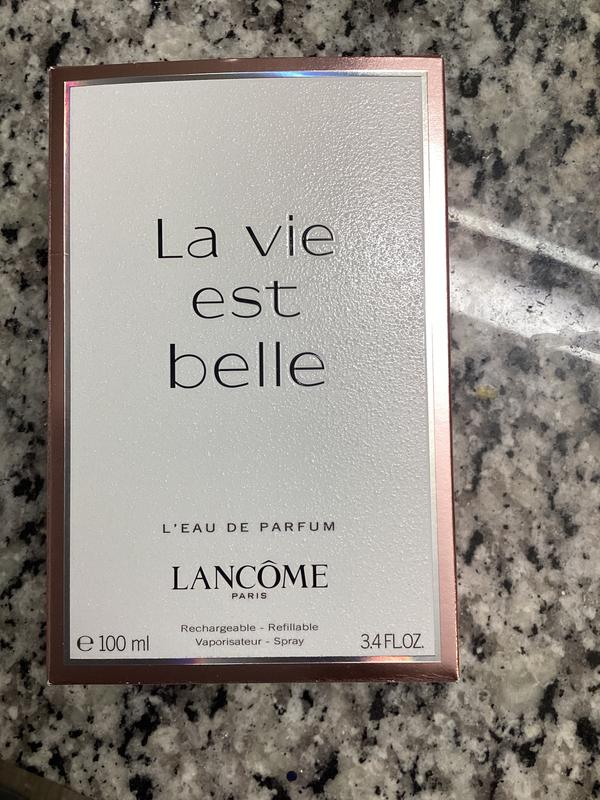 La vie
est
belle
L'EAU DE PARFUM
LANCÔME
PARIS
Rechargeable - Refillable
℮ 100 ml Vaporisateur - Spray 3.4 FL.OZ.